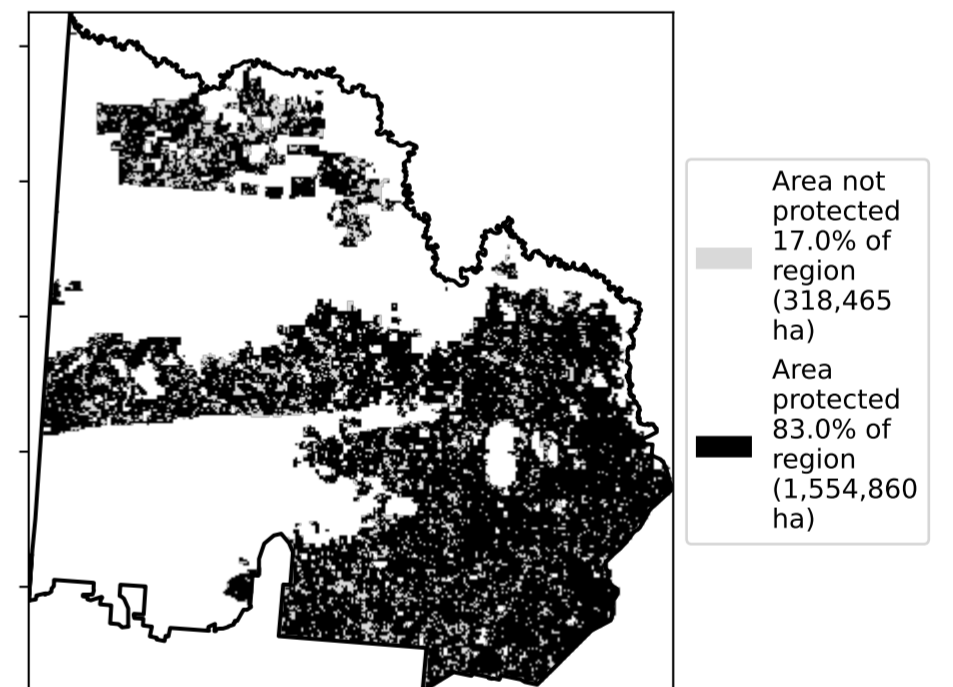 Area not
protected
17.0% of
region
(318,465
ha)
Area
protected
83.0% of
region
(1,554,860
ha)